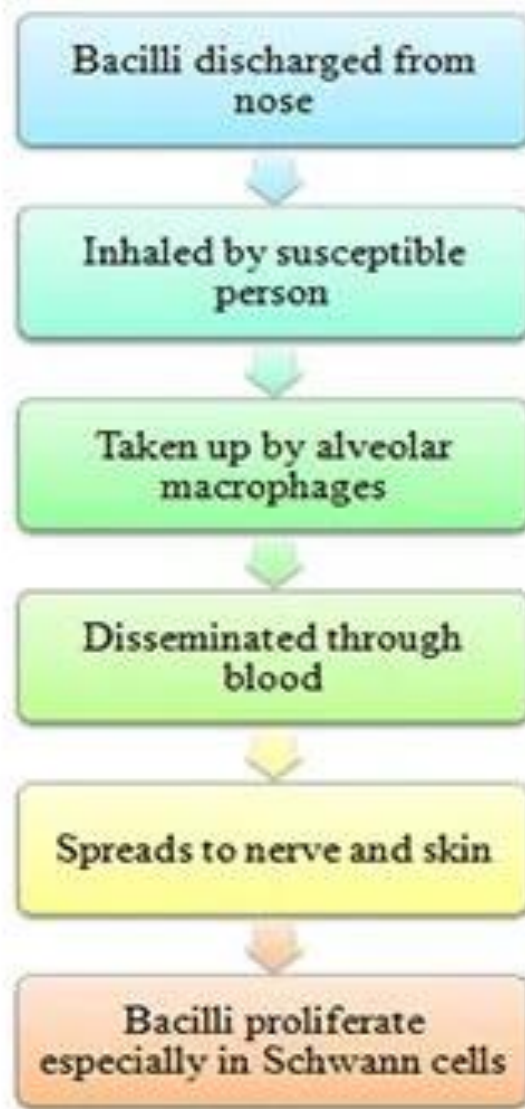 Bacilli discharged from
nose
Inhaled by susceptible
person
Taken up by alveolar
macrophages
Disseminated through
blood
Spreads to nerve and skin
Bacilli proliferate
especially in Schwann cells